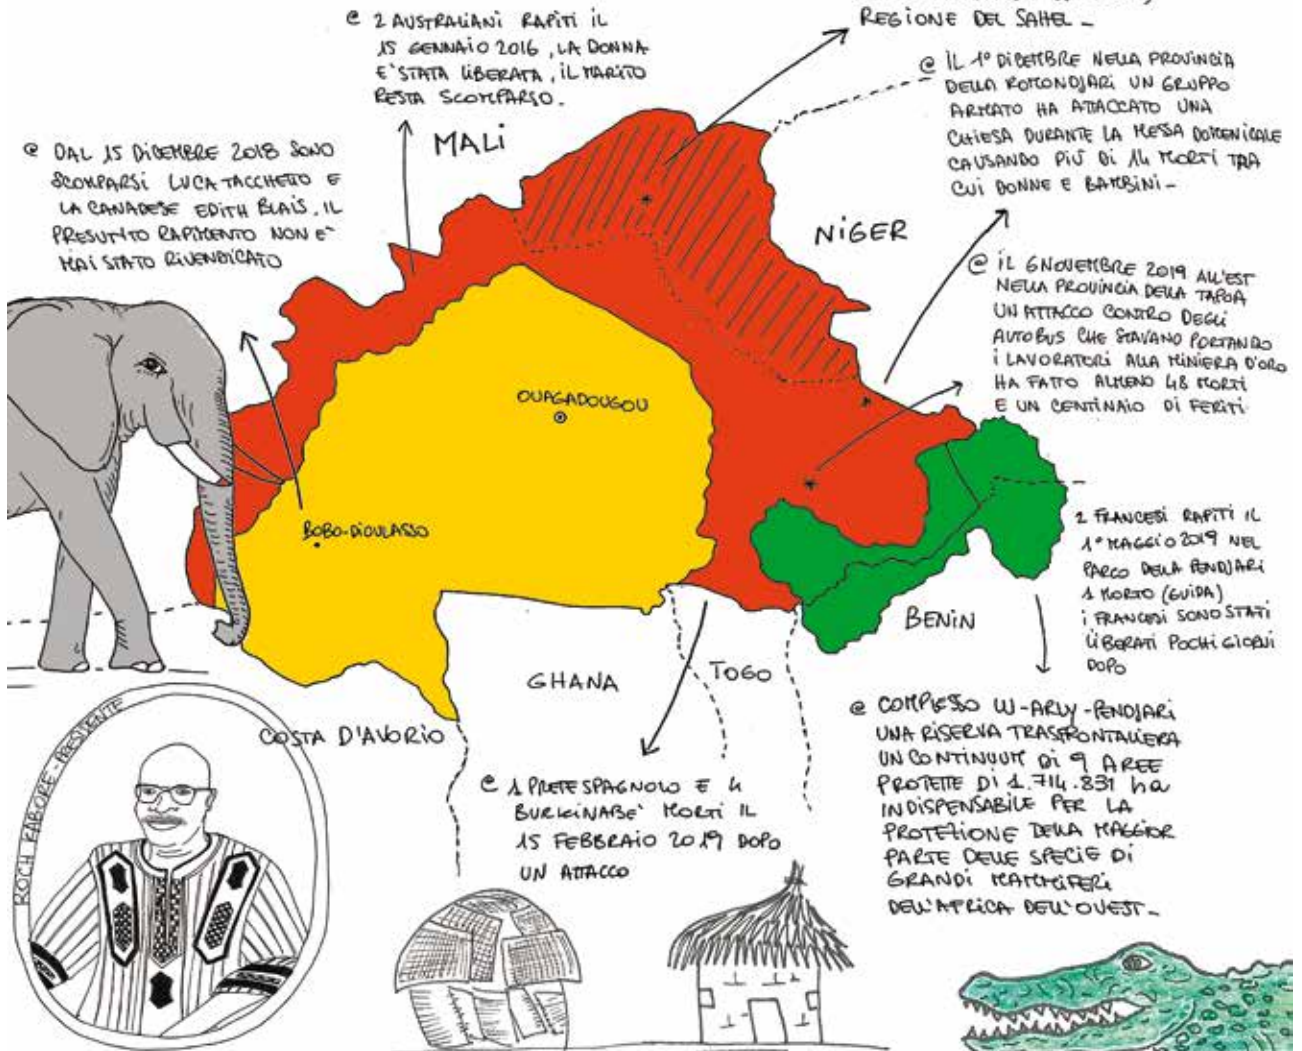 REGIONE DEL SAHEL -
@ 2 AUSTRALIANI RAPITI IL
15 GENNAIO 2016, LA DONNA
E' STATA LIBERATA, IL MARITO
RESTA SCOMPARSO.
@ IL 1° DICEMBRE NELLA PROVINCIA
DELLA KOMONDJARI UN GRUPPO
ARMATO HA ATTACCATO UNA
CHIESA DURANTE LA MESSA DOMENICALE
CAUSANDO PIÙ DI 14 MORTI TRA
CUI DONNE E BAMBINI -
@ DAL 15 DICEMBRE 2018 SONO
SCOMPARSI LUCA TACCHETTO E
LA CANADESE EDITH BLAIS. IL
PRESUNTO RAPIMENTO NON E'
MAI STATO RIVENDICATO
MALI
NIGER
@ IL 6 NOVEMBRE 2019 ALL'EST
NELLA PROVINCIA DELLA TAPOA
UN ATTACCO CONTRO DEGLI
AUTOBUS CHE STAVANO PORTANDO
I LAVORATORI ALLA MINIERA D'ORO
HA FATTO ALMENO 48 MORTI
E UN CENTINAIO DI FERITI
OUAGADOUGOU
BOBO-DIOULASSO
2 FRANCESI RAPITI IL
1° MAGGIO 2019 NEL
PARCO DELLA PENDJARI
1 MORTO (GUIDA)
I FRANCESI SONO STATI
LIBERATI POCHI GIORNI
DOPO
BENIN
GHANA
TOGO
COSTA D'AVORIO
@ COMPLESSO W-ARLY-PENDJARI
UNA RISERVA TRASFRONTALIERA
UN CONTINUUM DI 9 AREE
PROTETTE DI 1.714.831 ha
INDISPENSABILE PER LA
PROTEZIONE DELLA MAGGIOR
PARTE DELLE SPECIE DI
GRANDI MAMMIFERI
DELL'AFRICA DELL'OVEST -
@ 1 PRETE SPAGNOLO E 4
BURKINABE' MORTI IL
15 FEBBRAIO 2019 DOPO
UN ATTACCO
ROCH KABORE - PRESIDENTE